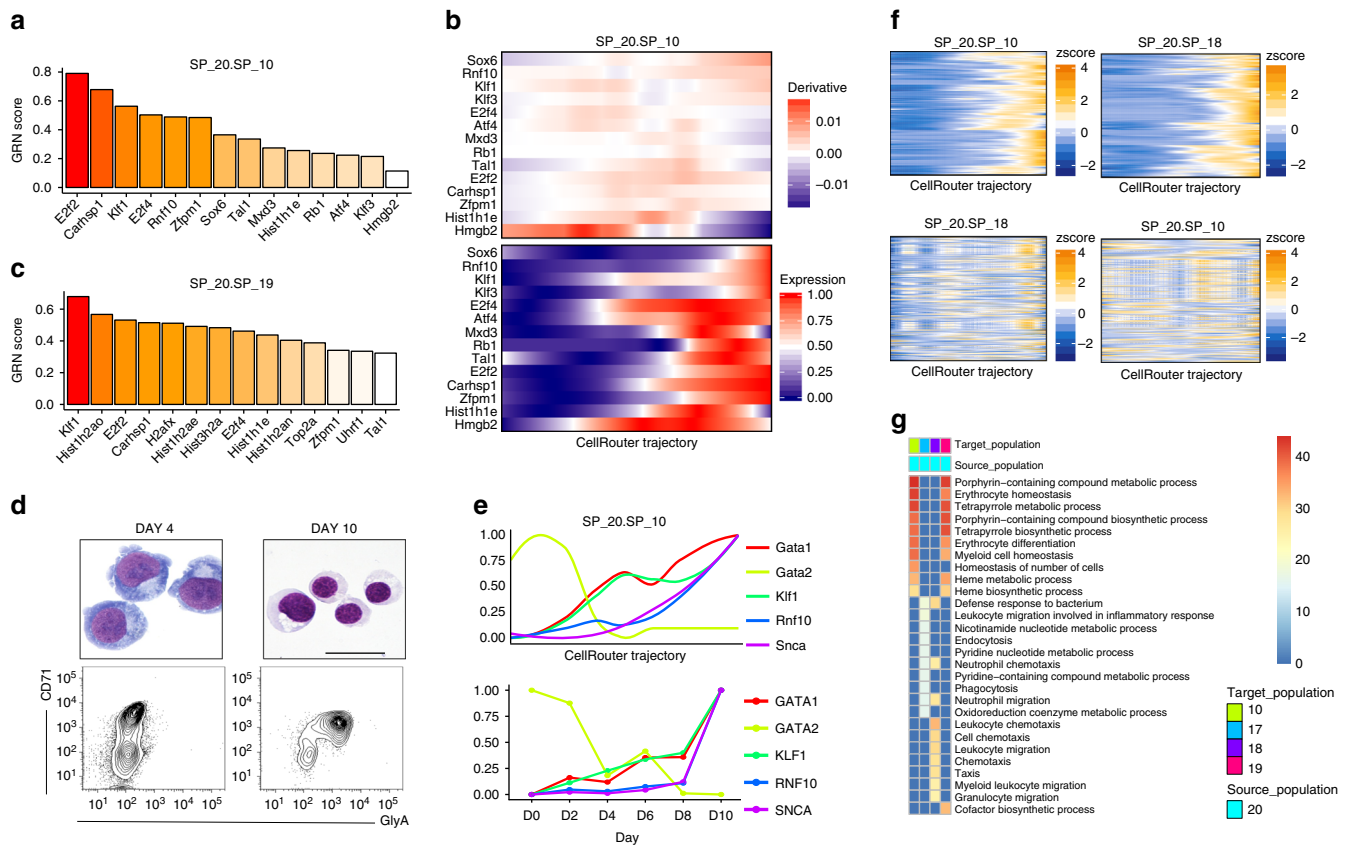 a
SP_20.SP_10
GRN score
0.8
0.6
0.4
0.2
0.0
E2f2
Carhsp1
Klf1
E2f4
Rnf10
Zfpm1
Sox6
Tal1
Mxd3
Hist1h1e
Rb1
Atf4
Klf3
Hmgb2
b
SP_20.SP_10
Sox6
Rnf10
Klf1
Klf3
E2f4
Atf4
Mxd3
Rb1
Tal1
E2f2
Carhsp1
Zfpm1
Hist1h1e
Hmgb2
Derivative
0.01
0.00
−0.01
Sox6
Rnf10
Klf1
Klf3
E2f4
Atf4
Mxd3
Rb1
Tal1
E2f2
Carhsp1
Zfpm1
Hist1h1e
Hmgb2
Expression
1.00
0.75
0.50
0.25
0.00
CellRouter trajectory
c
SP_20.SP_19
GRN score
0.6
0.4
0.2
0.0
Klf1
Hist1h2ao
E2f2
Carhsp1
H2afx
Hist1h2ae
Hist3h2a
E2f4
Hist1h1e
Hist1h2an
Top2a
Zfpm1
Uhrf1
Tal1
d
DAY 4
DAY 10
CD71
10⁵
10⁴
10³
10²
10¹
10¹ 10² 10³ 10⁴ 10⁵
10⁵
10⁴
10³
10²
10¹
10¹ 10² 10³ 10⁴ 10⁵
GlyA
e
SP_20.SP_10
1.00
0.75
0.50
0.25
0.00
CellRouter trajectory
Gata1
Gata2
Klf1
Rnf10
Snca
1.00
0.75
0.50
0.25
0.00
D0 D2 D4 D6 D8 D10
Day
GATA1
GATA2
KLF1
RNF10
SNCA
f
SP_20.SP_10
zscore
4
2
0
−2
CellRouter trajectory
SP_20.SP_18
zscore
2
0
−2
CellRouter trajectory
SP_20.SP_18
zscore
4
2
0
−2
CellRouter trajectory
SP_20.SP_10
zscore
4
2
0
−2
CellRouter trajectory
g
Target_population
Source_population
Porphyrin−containing compound metabolic process
Erythrocyte homeostasis
Tetrapyrrole metabolic process
Porphyrin−containing compound biosynthetic process
Tetrapyrrole biosynthetic process
Erythrocyte differentiation
Myeloid cell homeostasis
Homeostasis of number of cells
Heme metabolic process
Heme biosynthetic process
Defense response to bacterium
Leukocyte migration involved in inflammatory response
Nicotinamide nucleotide metabolic process
Endocytosis
Pyridine nucleotide metabolic process
Neutrophil chemotaxis
Pyridine−containing compound metabolic process
Phagocytosis
Neutrophil migration
Oxidoreduction coenzyme metabolic process
Leukocyte chemotaxis
Cell chemotaxis
Leukocyte migration
Chemotaxis
Taxis
Myeloid leukocyte migration
Granulocyte migration
Cofactor biosynthetic process
40
30
20
10
0
Target_population
10
17
18
19
Source_population
20